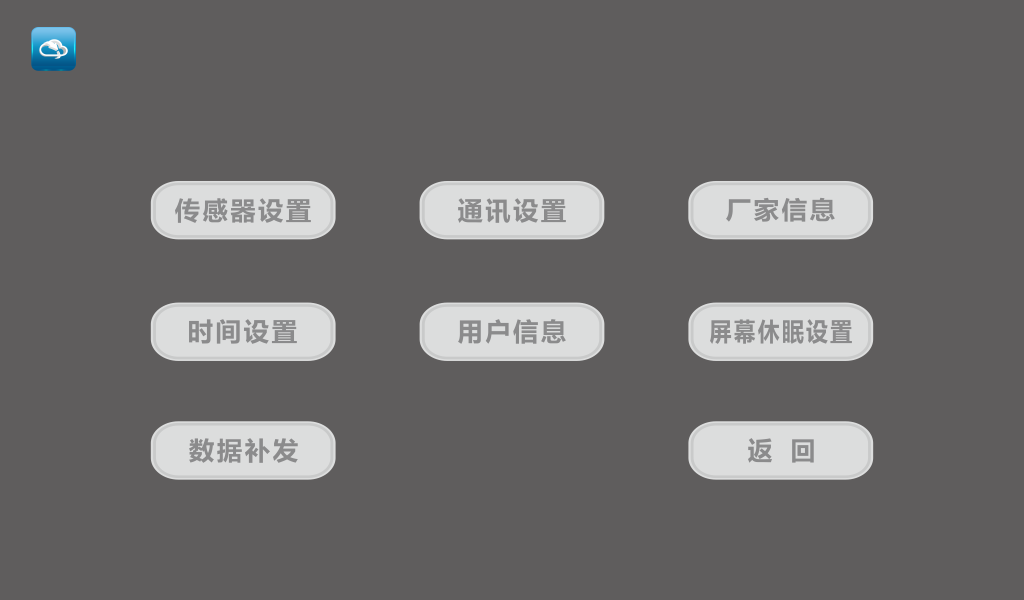 传感器设置
通讯设置
厂家信息
时间设置
用户信息
屏幕休眠设置
数据补发
返 回